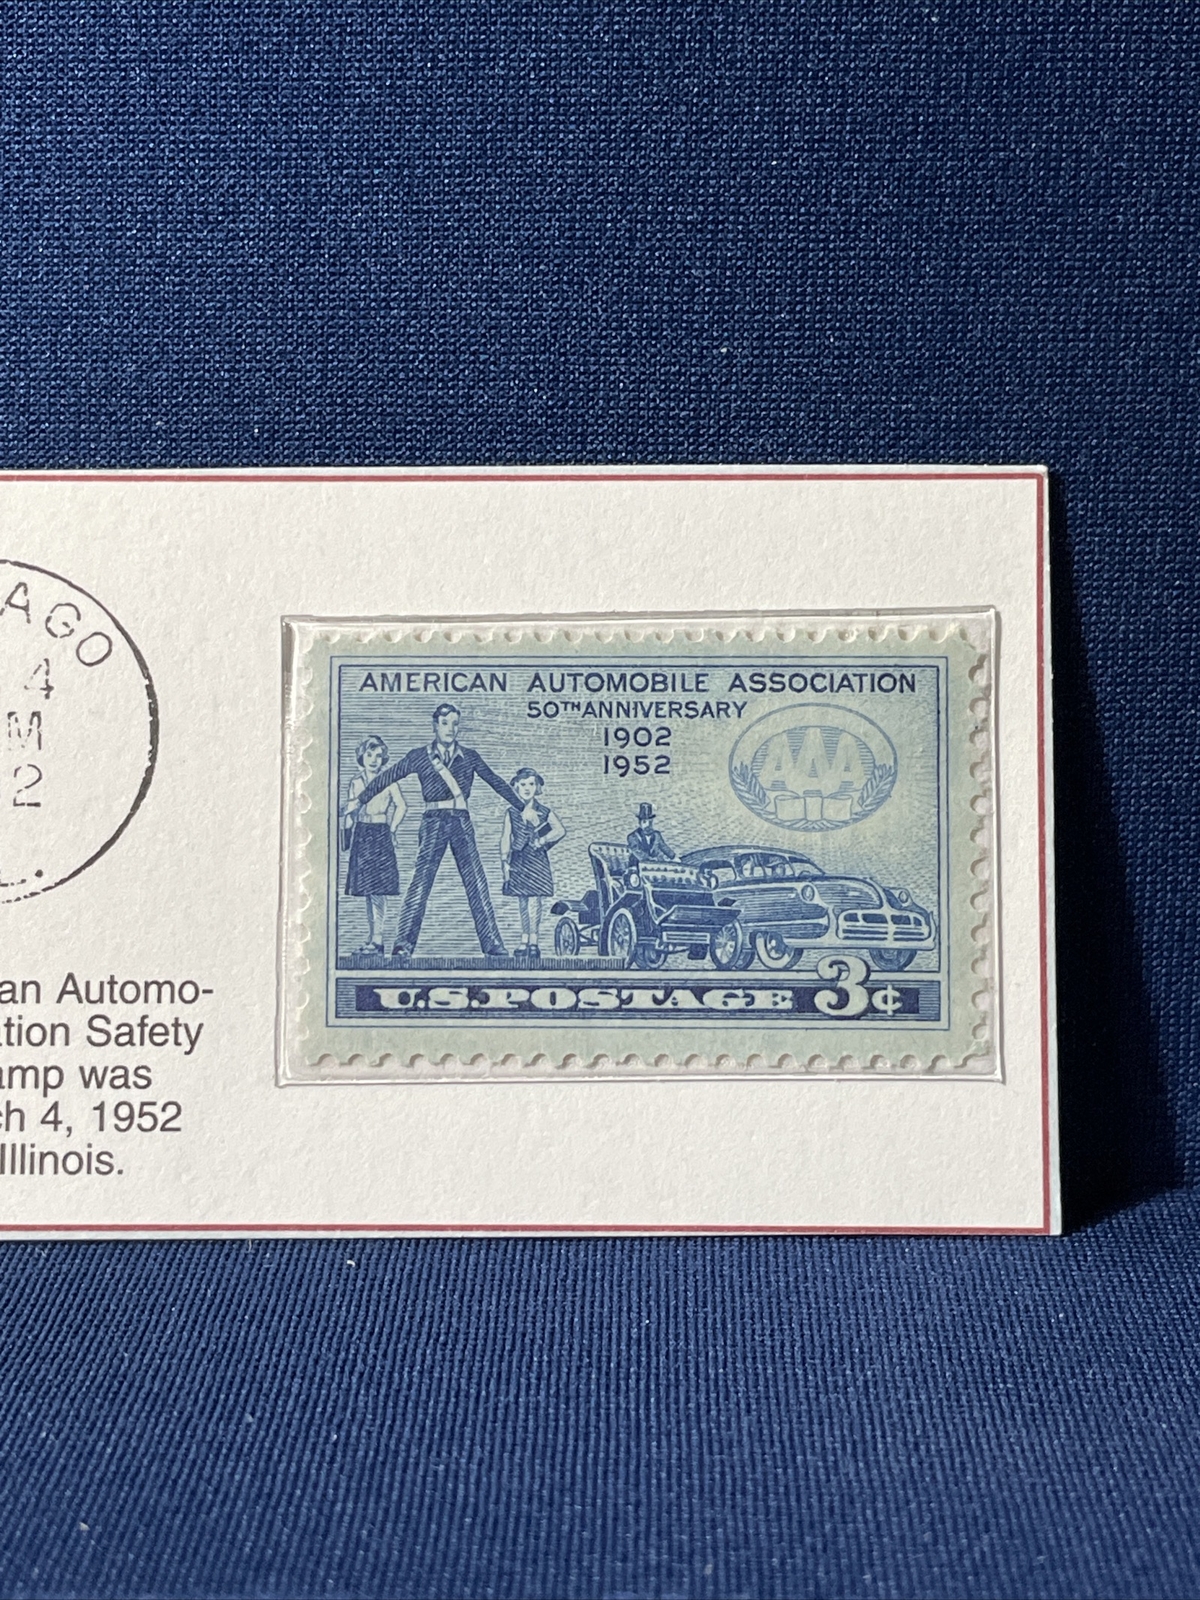 AGO
4
M
2
AMERICAN AUTOMOBILE ASSOCIATION
50TH ANNIVERSARY
1902
1952
AAA
U.S. POSTAGE 3¢
an Automo-
ation Safety
amp was
ch 4, 1952
Illinois.